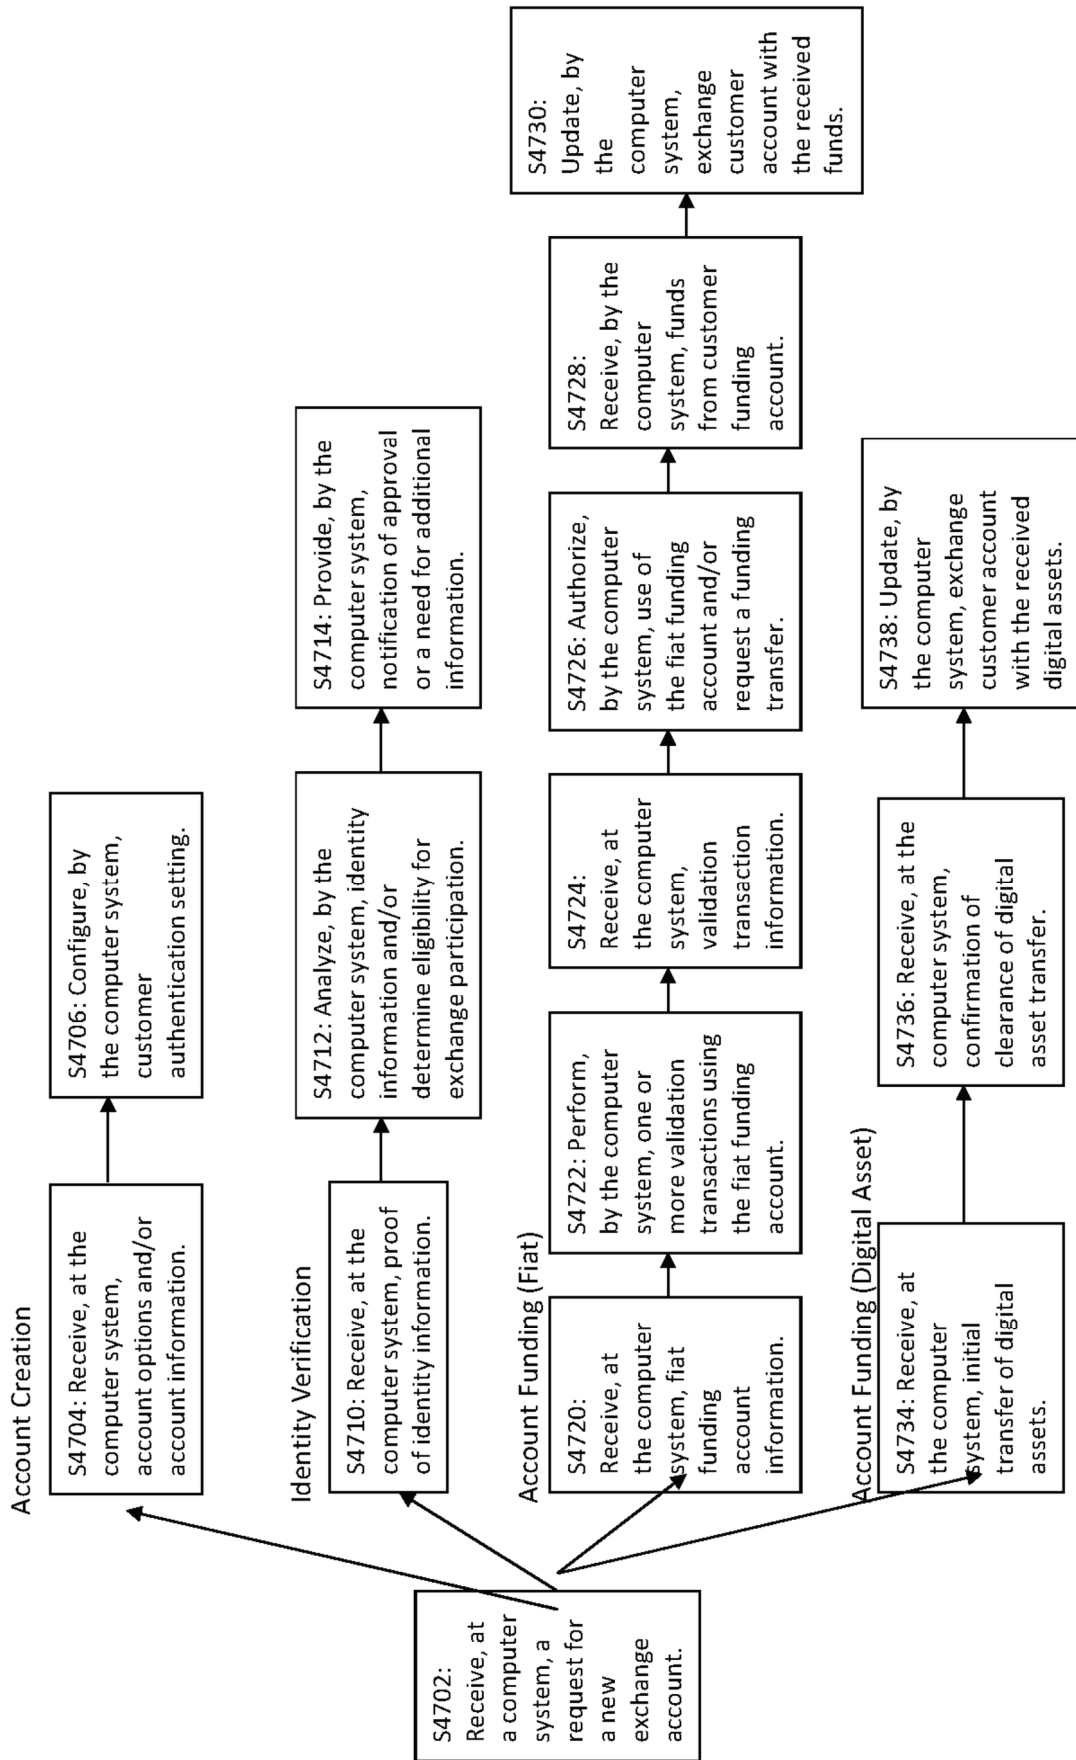 S4702:
Receive, at
a computer
system, a
request for
a new
exchange
account.
Account Creation
S4704: Receive, at the
computer system,
account options and/or
account information.
S4706: Configure, by
the computer system,
customer
authentication setting.
Identity Verification
S4710: Receive, at the
computer system, proof
of identity information.
S4712: Analyze, by the
computer system, identity
information and/or
determine eligibility for
exchange participation.
S4714: Provide, by the
computer system,
notification of approval
or a need for additional
information.
Account Funding (Fiat)
S4720:
Receive, at
the computer
system, fiat
funding
account
information.
S4722: Perform,
by the computer
system, one or
more validation
transactions using
the fiat funding
account.
S4724:
Receive, at
the computer
system,
validation
transaction
information.
S4726: Authorize,
by the computer
system, use of
the fiat funding
account and/or
request a funding
transfer.
S4728:
Receive, by the
computer
system, funds
from customer
funding
account.
S4730:
Update, by
the
computer
system,
exchange
customer
account with
the received
funds.
Account Funding (Digital Asset)
S4734: Receive, at
the computer
system, initial
transfer of digital
assets.
S4736: Receive, at the
computer system,
confirmation of
clearance of digital
asset transfer.
S4738: Update, by
the computer
system, exchange
customer account
with the received
digital assets.